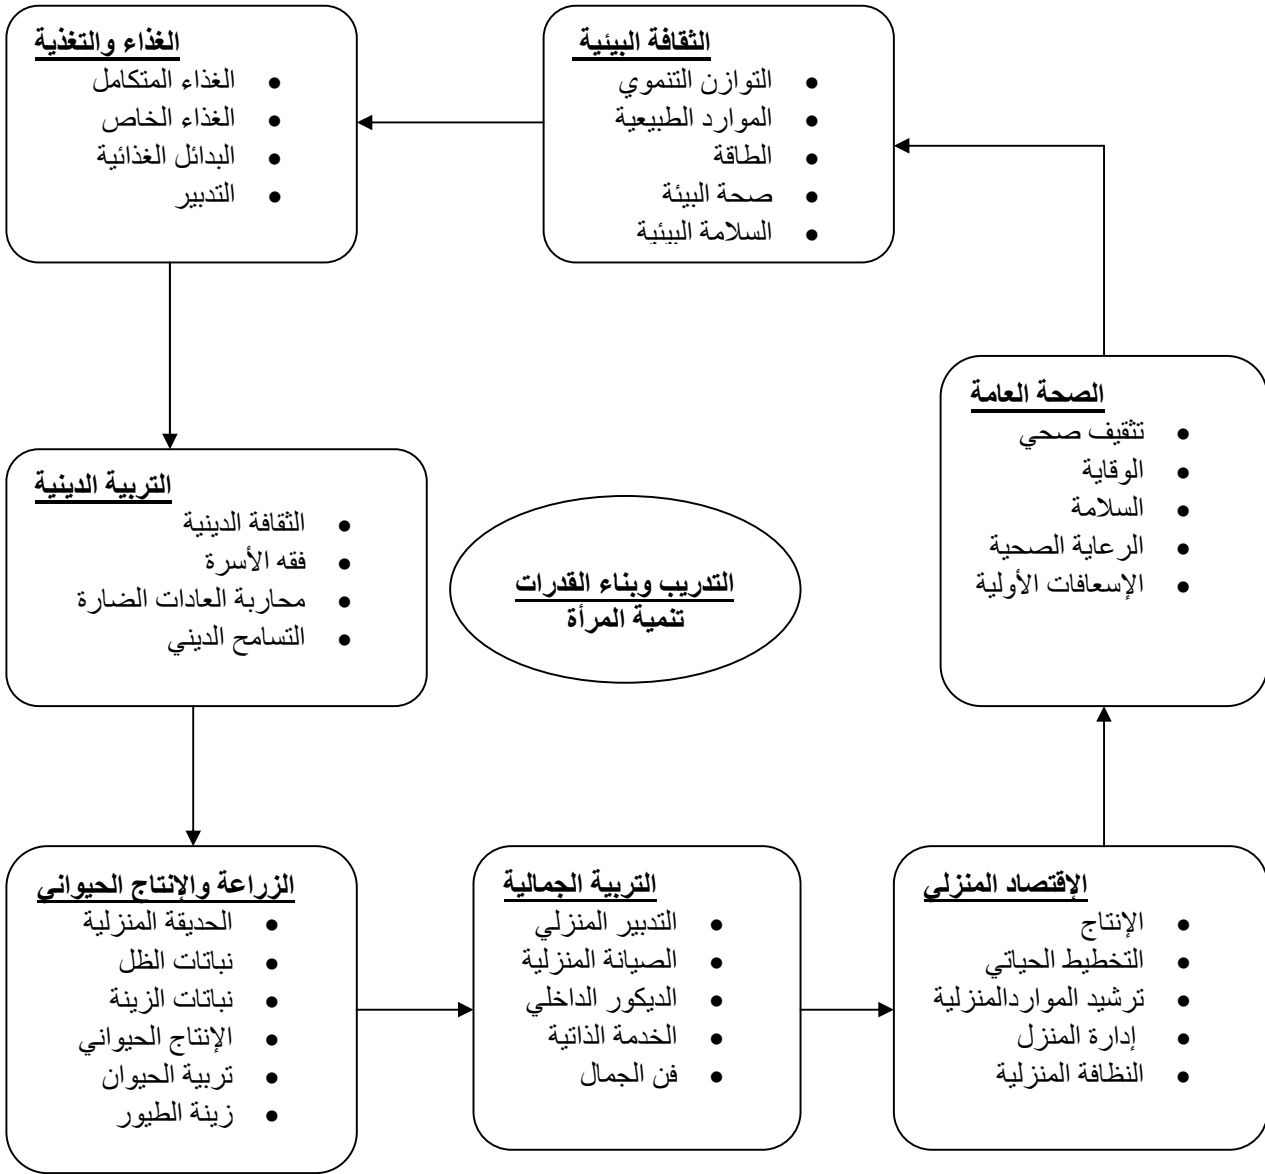 الثقافة البيئية
التوازن التنموي
الموارد الطبيعية
الطاقة
صحة البيئة
السلامة البيئية
الغذاء والتغذية
الغذاء المتكامل
الغذاء الخاص
البدائل الغذائية
التدبير
الصحة العامة
تثقيف صحي
الوقاية
السلامة
الرعاية الصحية
الإسعافات الأولية
التدريب وبناء القدرات
تنمية المرأة
التربية الدينية
الثقافة الدينية
فقه الأسرة
محاربة العادات الضارة
التسامح الديني
الإقتصاد المنزلي
الإنتاج
التخطيط الحياتي
ترشيد المواردالمنزلية
إدارة المنزل
النظافة المنزلية
التربية الجمالية
التدبير المنزلي
الصيانة المنزلية
الديكور الداخلي
الخدمة الذاتية
فن الجمال
الزراعة والإنتاج الحيواني
الحديقة المنزلية
نباتات الظل
نباتات الزينة
الإنتاج الحيواني
تربية الحيوان
زينة الطيور